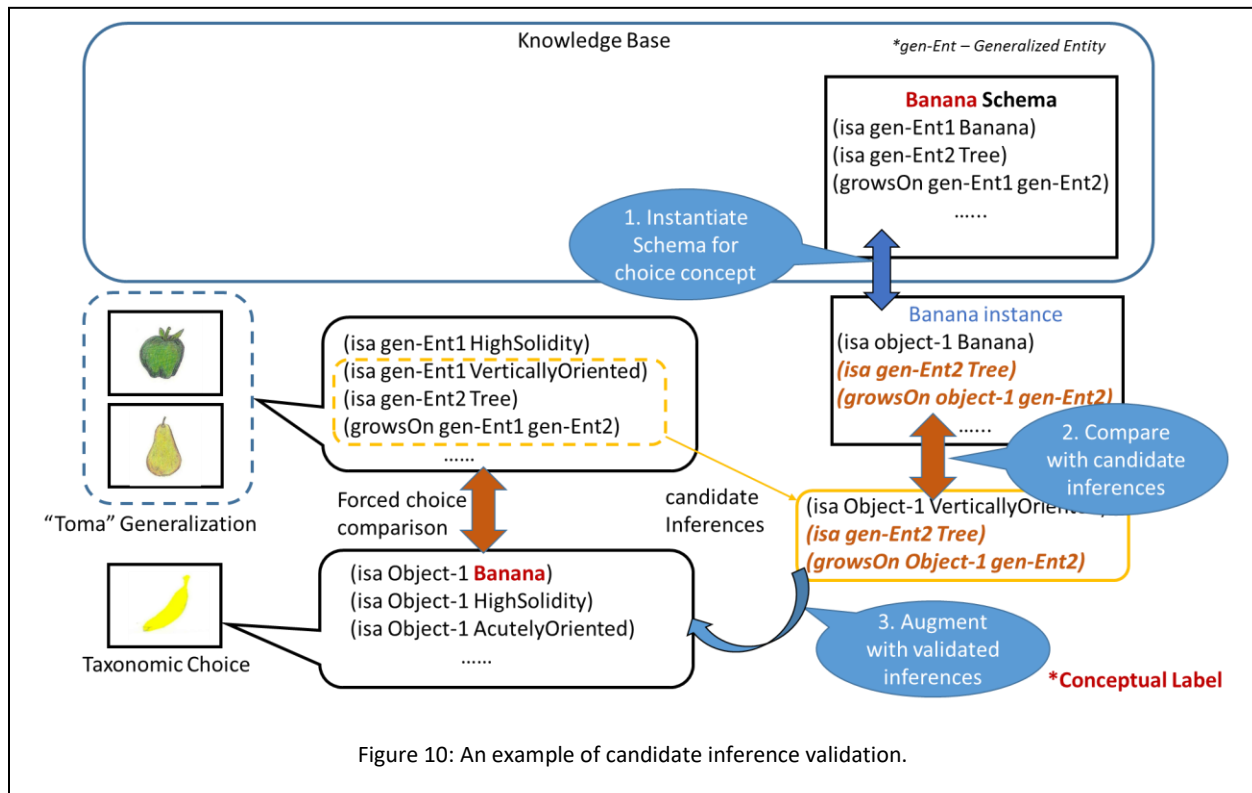 Knowledge Base
*gen-Ent – Generalized Entity
Banana Schema
(isa gen-Ent1 Banana)
(isa gen-Ent2 Tree)
(growsOn gen-Ent1 gen-Ent2)
......
1. Instantiate
Schema for
choice concept
Banana instance
(isa object-1 Banana)
(isa gen-Ent2 Tree)
(growsOn object-1 gen-Ent2)
......
2. Compare
with candidate
inferences
(isa gen-Ent1 HighSolidity)
(isa gen-Ent1 VerticallyOriented)
(isa gen-Ent2 Tree)
(growsOn gen-Ent1 gen-Ent2)
......
"Toma" Generalization
Forced choice
comparison
candidate
Inferences
(isa Object-1 VerticallyOriented)
(isa gen-Ent2 Tree)
(growsOn Object-1 gen-Ent2)
(isa Object-1 Banana)
(isa Object-1 HighSolidity)
(isa Object-1 AcutelyOriented)
......
Taxonomic Choice
3. Augment
with validated
inferences
*Conceptual Label
Figure 10: An example of candidate inference validation.